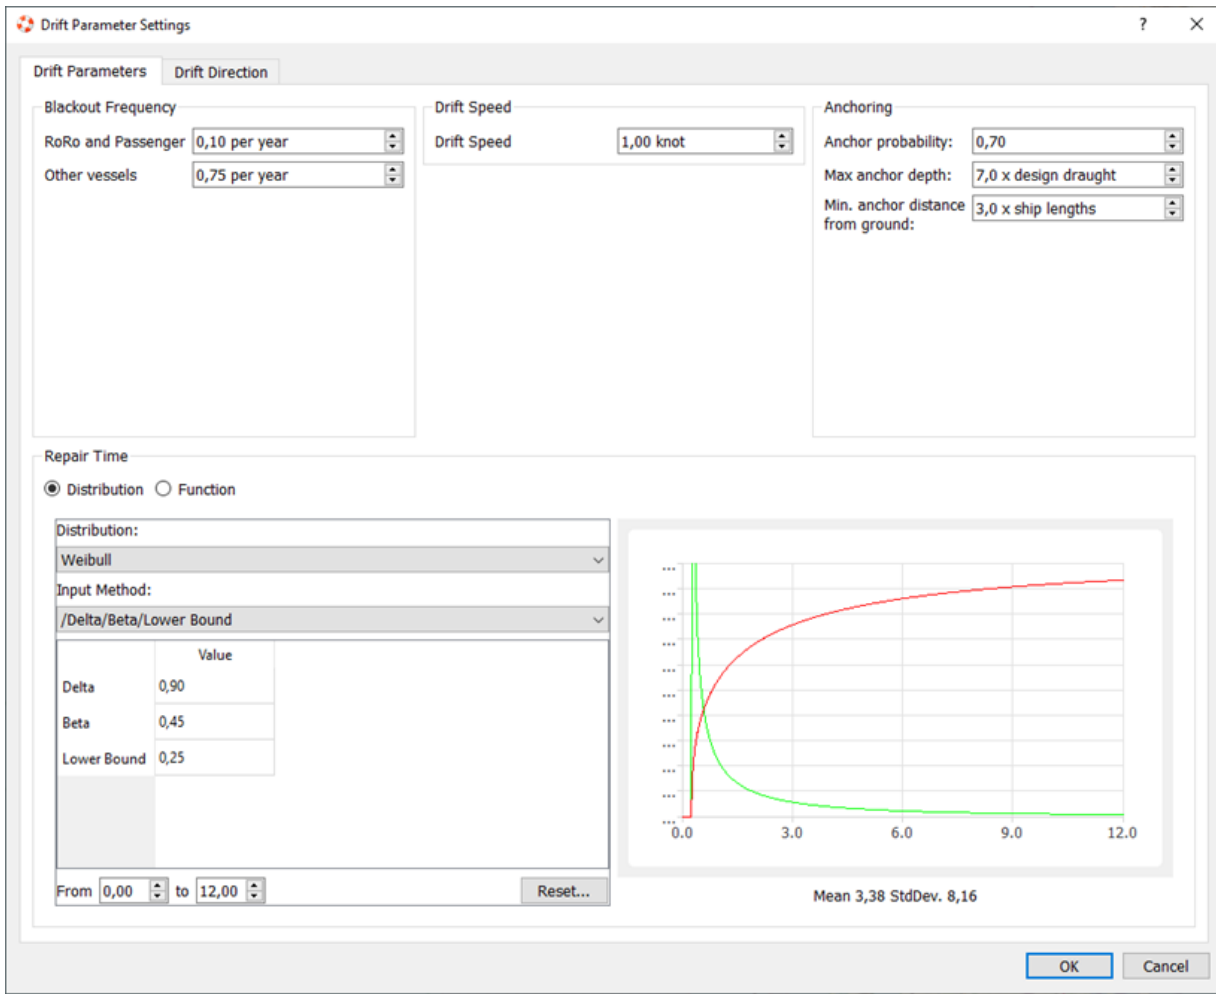 Drift Parameter Settings
?
Drift Parameters
Drift Direction
Blackout Frequency
RoRo and Passenger 0,10 per year
Other vessels 0,75 per year
Drift Speed
Drift Speed 1,00 knot
Anchoring
Anchor probability: 0,70
Max anchor depth: 7,0 x design draught
Min. anchor distance
from ground:
3,0 x ship lengths
Repair Time
Distribution
Function
Distribution:
Weibull
Input Method:
/Delta/Beta/Lower Bound
Value
Delta 0,90
Beta 0,45
Lower Bound 0,25
From 0,00 to 12,00
Reset...
...
...
...
...
...
...
...
...
...
...
...
0.0 3.0 6.0 9.0 12.0
Mean 3,38 StdDev. 8,16
OK
Cancel